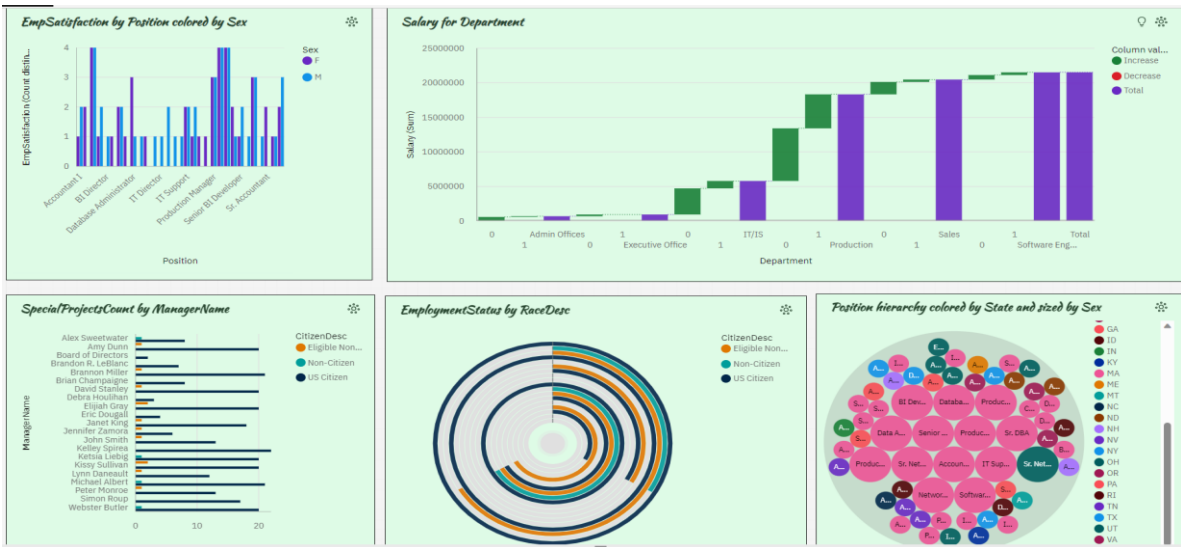 EmpSatisfaction by Position colored by Sex
EmpSatisfaction (Count distin...
4
3
2
1
0
Accountant I
BI Director
Database Administrator
IT Director
IT Support
Production Manager
Senior BI Developer
Sr. Accountant
Position
Sex
F
M
Salary for Department
Salary (Sum)
25000000
20000000
15000000
10000000
5000000
0
0 Admin Offices 1 IT/IS 1 0 Sales 1 Total
1 0 Executive Office 0 1 0 Production 1 0 Software Eng...
Department
Column val...
Increase
Decrease
Total
SpecialProjectsCount by ManagerName
ManagerName
Alex Sweetwater
Amy Dunn
Board of Directors
Brandon R. LeBlanc
Brannon Miller
Brian Champaigne
David Stanley
Debra Houlihan
Elijiah Gray
Eric Dougall
Janet King
Jennifer Zamora
John Smith
Kelley Spirea
Ketsia Liebig
Kissy Sullivan
Lynn Daneault
Michael Albert
Peter Monroe
Simon Roup
Webster Butler
0 10 20
CitizenDesc
Eligible Non...
Non-Citizen
US Citizen
EmploymentStatus by RaceDesc
CitizenDesc
Eligible Non...
Non-Citizen
US Citizen
Position hierarchy colored by State and sized by Sex
BI Dev...
Databa...
Produc...
Data A...
Senior ...
Produc...
Sr. DBA
Produc...
Sr. Net...
Accoun...
IT Sup...
Sr. Net...
Networ...
Softwar...
GA
ID
IN
KY
MA
ME
MT
NC
ND
NH
NV
NY
OH
OR
PA
RI
TN
TX
UT
VA